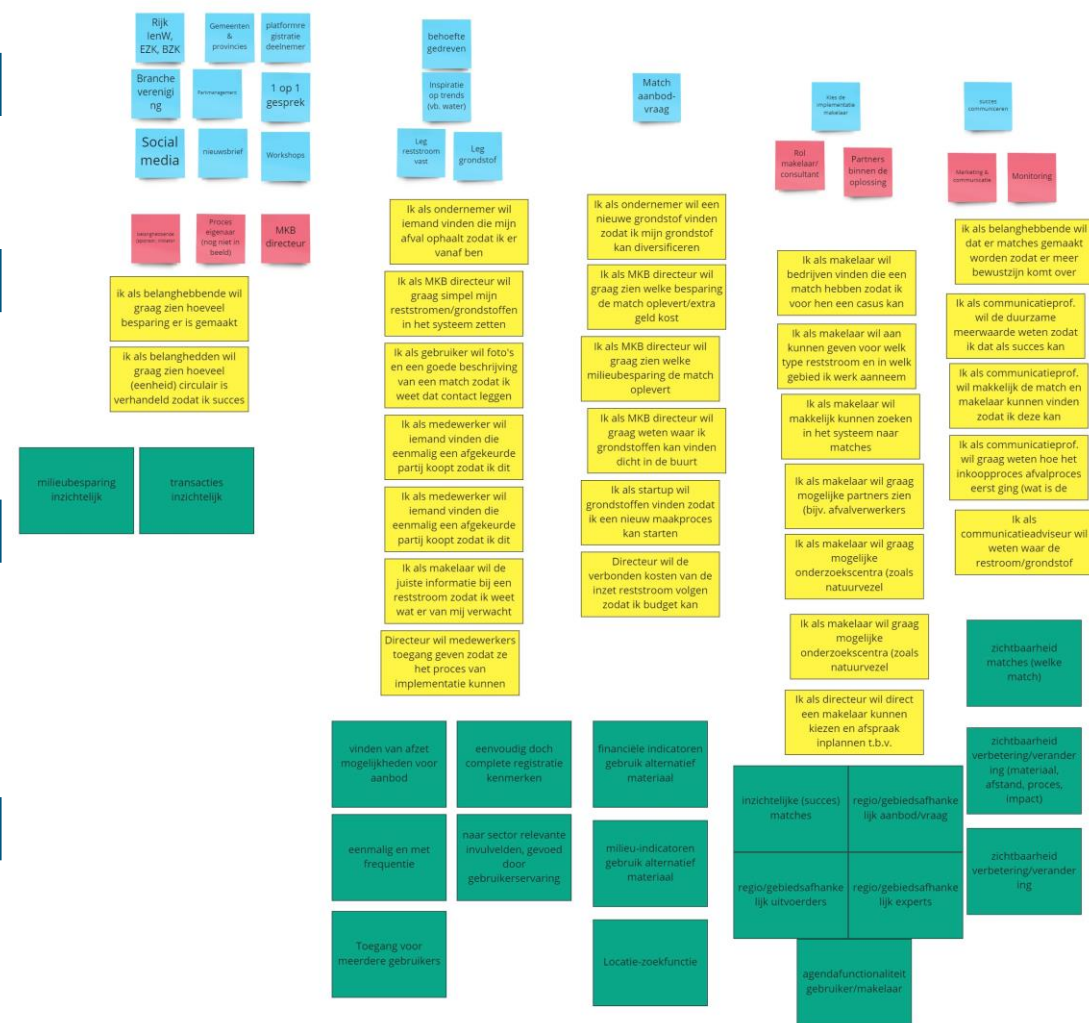 Rijk
IenW,
EZK, BZK
Gemeenten
&
provincies
platformre
gistratie
deelnemer
Branche
verenigi
ng
Parkmanagement
1 op 1
gesprek
Social
media
nieuwsbrief
Workshops
Proces
eigenaar
(nog niet in
beeld)
MKB
directeur
ik als belanghebbende wil
graag zien hoeveel
besparing er is gemaakt
ik als belanghedden wil
graag zien hoeveel
(eenheid) circulair is
verhandeld zodat ik succes
milieubesparing
inzichtelijk
transacties
inzichtelijk
behoefte
gedreven
Inspiratie
op trends
(vb. water)
Leg
reststroom
vast
Leg
grondstof
Ik als ondernemer wil
iemand vinden die mijn
afval ophaalt zodat ik er
vanaf ben
Ik als MKB directeur wil
graag simpel mijn
reststromen/grondstoffen
in het systeem zetten
Ik als gebruiker wil foto's
en een goede beschrijving
van een match zodat ik
weet dat contact leggen
Ik als medewerker wil
iemand vinden die
eenmalig een afgekeurde
partij koopt zodat ik dit
Ik als medewerker wil
iemand vinden die
eenmalig een afgekeurde
partij koopt zodat ik dit
Ik als makelaar wil de
juiste informatie bij een
reststroom zodat ik weet
wat er van mij verwacht
Directeur wil medewerkers
toegang geven zodat ze
het proces van
implementatie kunnen
vinden van afzet
mogelijkheden voor
aanbod
eenvoudig doch
complete registratie
kenmerken
eenmalig en met
frequentie
naar sector relevante
invulvelden, gevoed
door
gebruikerservaring
Toegang voor
meerdere gebruikers
Match
aanbod-
vraag
Ik als ondernemer wil een
nieuwe grondstof vinden
zodat ik mijn grondstof
kan diversificeren
Ik als MKB directeur wil
graag zien welke besparing
de match oplevert/extra
geld kost
Ik als MKB directeur wil
graag zien welke
milieubesparing de match
oplevert
Ik als MKB directeur wil
graag weten waar ik
grondstoffen kan vinden
dicht in de buurt
Ik als startup wil
grondstoffen vinden zodat
ik een nieuw maakproces
kan starten
Directeur wil de
verbonden kosten van de
inzet reststroom volgen
zodat ik budget kan
financiële indicatoren
gebruik alternatief
materiaal
milieu-indicatoren
gebruik alternatief
materiaal
Locatie-zoekfunctie
Kies de
implementatie
makelaar
Rol
makelaar/
consultant
Partners
binnen de
oplossing
Ik als makelaar wil
bedrijven vinden die een
match hebben zodat ik
voor hen een casus kan
Ik als makelaar wil aan
kunnen geven voor welk
type reststroom en in welk
gebied ik werk aanneem
Ik als makelaar wil
makkelijk kunnen zoeken
in het systeem naar
matches
Ik als makelaar wil graag
mogelijke partners zien
(bijv. afvalverwerkers
Ik als makelaar wil graag
mogelijke
onderzoekscentra (zoals
natuurvezel
Ik als makelaar wil graag
mogelijke
onderzoekscentra (zoals
natuurvezel
Ik als directeur wil direct
een makelaar kunnen
kiezen en afspraak
inplannen t.b.v.
inzichtelijke (succes)
matches
regio/gebiedsafhanke
lijk aanbod/vraag
regio/gebiedsafhanke
lijk uitvoerders
regio/gebiedsafhanke
lijk experts
agendafunctionaliteit
gebruiker/makelaar
succes
communiceren
Marketing &
communicatie
Monitoring
ik als belanghebbende wil
dat er matches gemaakt
worden zodat er meer
bewustzijn komt over
Ik als communicatieprof.
wil de duurzame
meerwaarde weten zodat
ik dat als succes kan
Ik als communicatieprof.
wil makkelijk de match en
makelaar kunnen vinden
zodat ik deze kan
Ik als communicatieprof.
wil graag weten hoe het
inkoopproces afvalproces
eerst ging (wat is de
Ik als
communicatieadviseur wil
weten waar de
restroom/grondstof
zichtbaarheid
matches (welke
match)
zichtbaarheid
verbetering/verander
ing (materiaal,
afstand, proces,
impact)
zichtbaarheid
verbetering/verander
ing